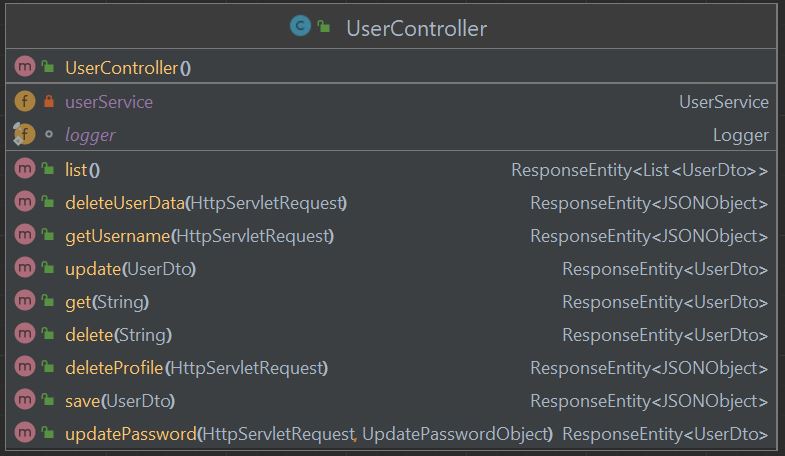 C UserController
m UserController()
f userService UserService
f logger Logger
m list() ResponseEntity<List<UserDto>>
m deleteUserData(HttpServletRequest) ResponseEntity<JSONObject>
m getUsername(HttpServletRequest) ResponseEntity<JSONObject>
m update(UserDto) ResponseEntity<UserDto>
m get(String) ResponseEntity<UserDto>
m delete(String) ResponseEntity<UserDto>
m deleteProfile(HttpServletRequest) ResponseEntity<JSONObject>
m save(UserDto) ResponseEntity<JSONObject>
m updatePassword(HttpServletRequest, UpdatePasswordObject) ResponseEntity<UserDto>